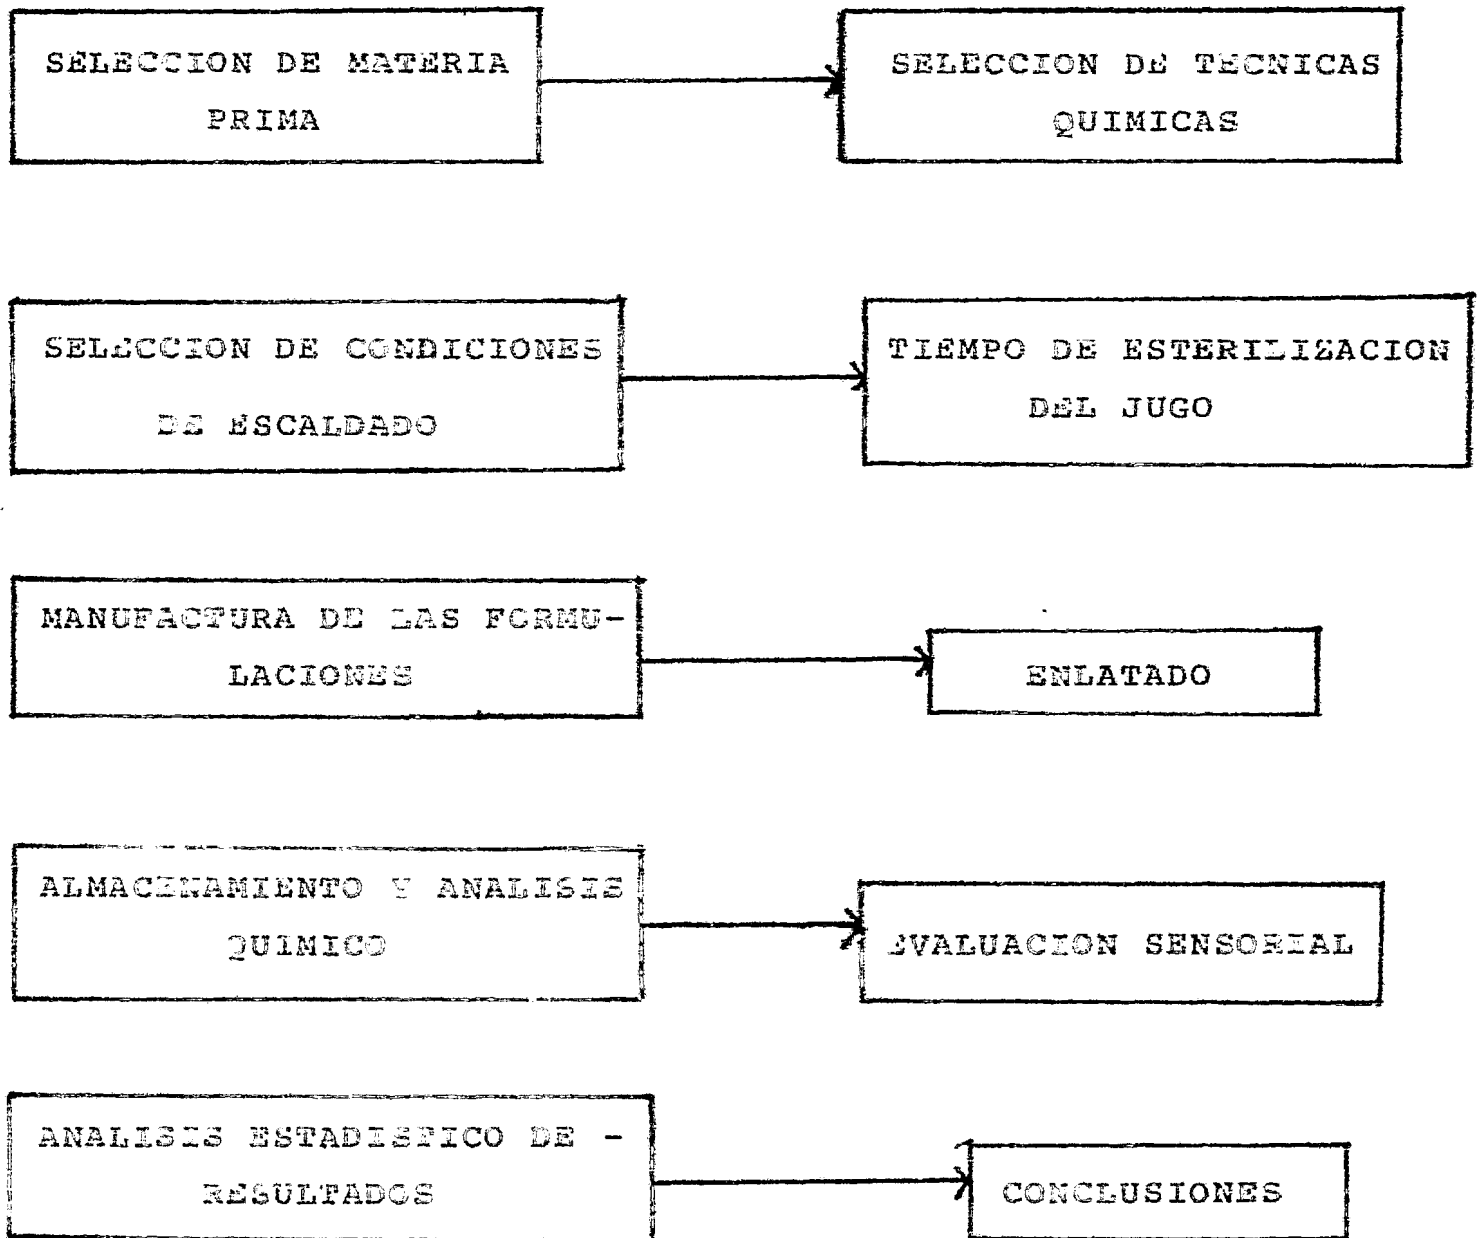 SELECCION DE MATERIA
PRIMA
SELECCION DE TECNICAS
QUIMICAS
SELECCION DE CONDICIONES
DE ESCALDADO
TIEMPO DE ESTERILIZACION
DEL JUGO
MANUFACTURA DE LAS FORMU-
LACIONES
ENLATADO
ALMACENAMIENTO Y ANALISIS
QUIMICO
EVALUACION SENSORIAL
ANALISIS ESTADISTICO DE -
RESULTADOS
CONCLUSIONES